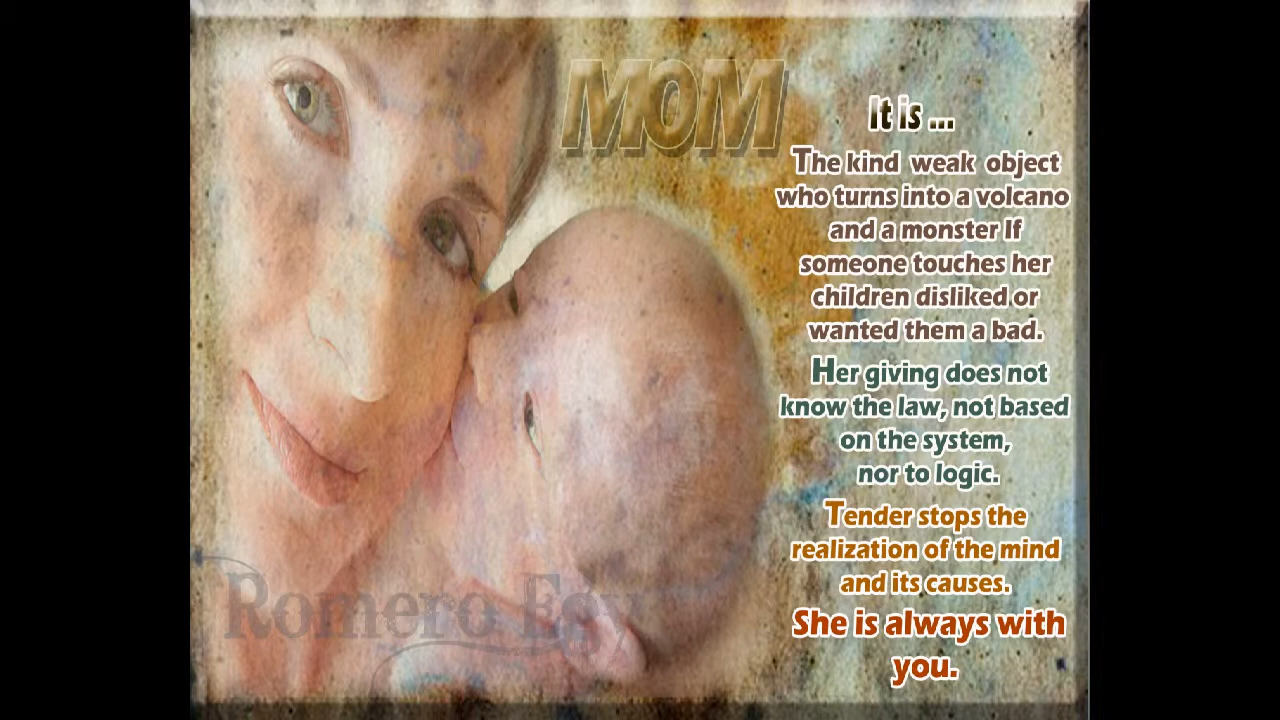 MOM
It is ...
The kind weak object
who turns into a volcano
and a monster If
someone touches her
children disliked or
wanted them a bad.
Her giving does not
know the law, not based
on the system,
nor to logic.
Tender stops the
realization of the mind
and its causes.
She is always with
you.
Romero Egy